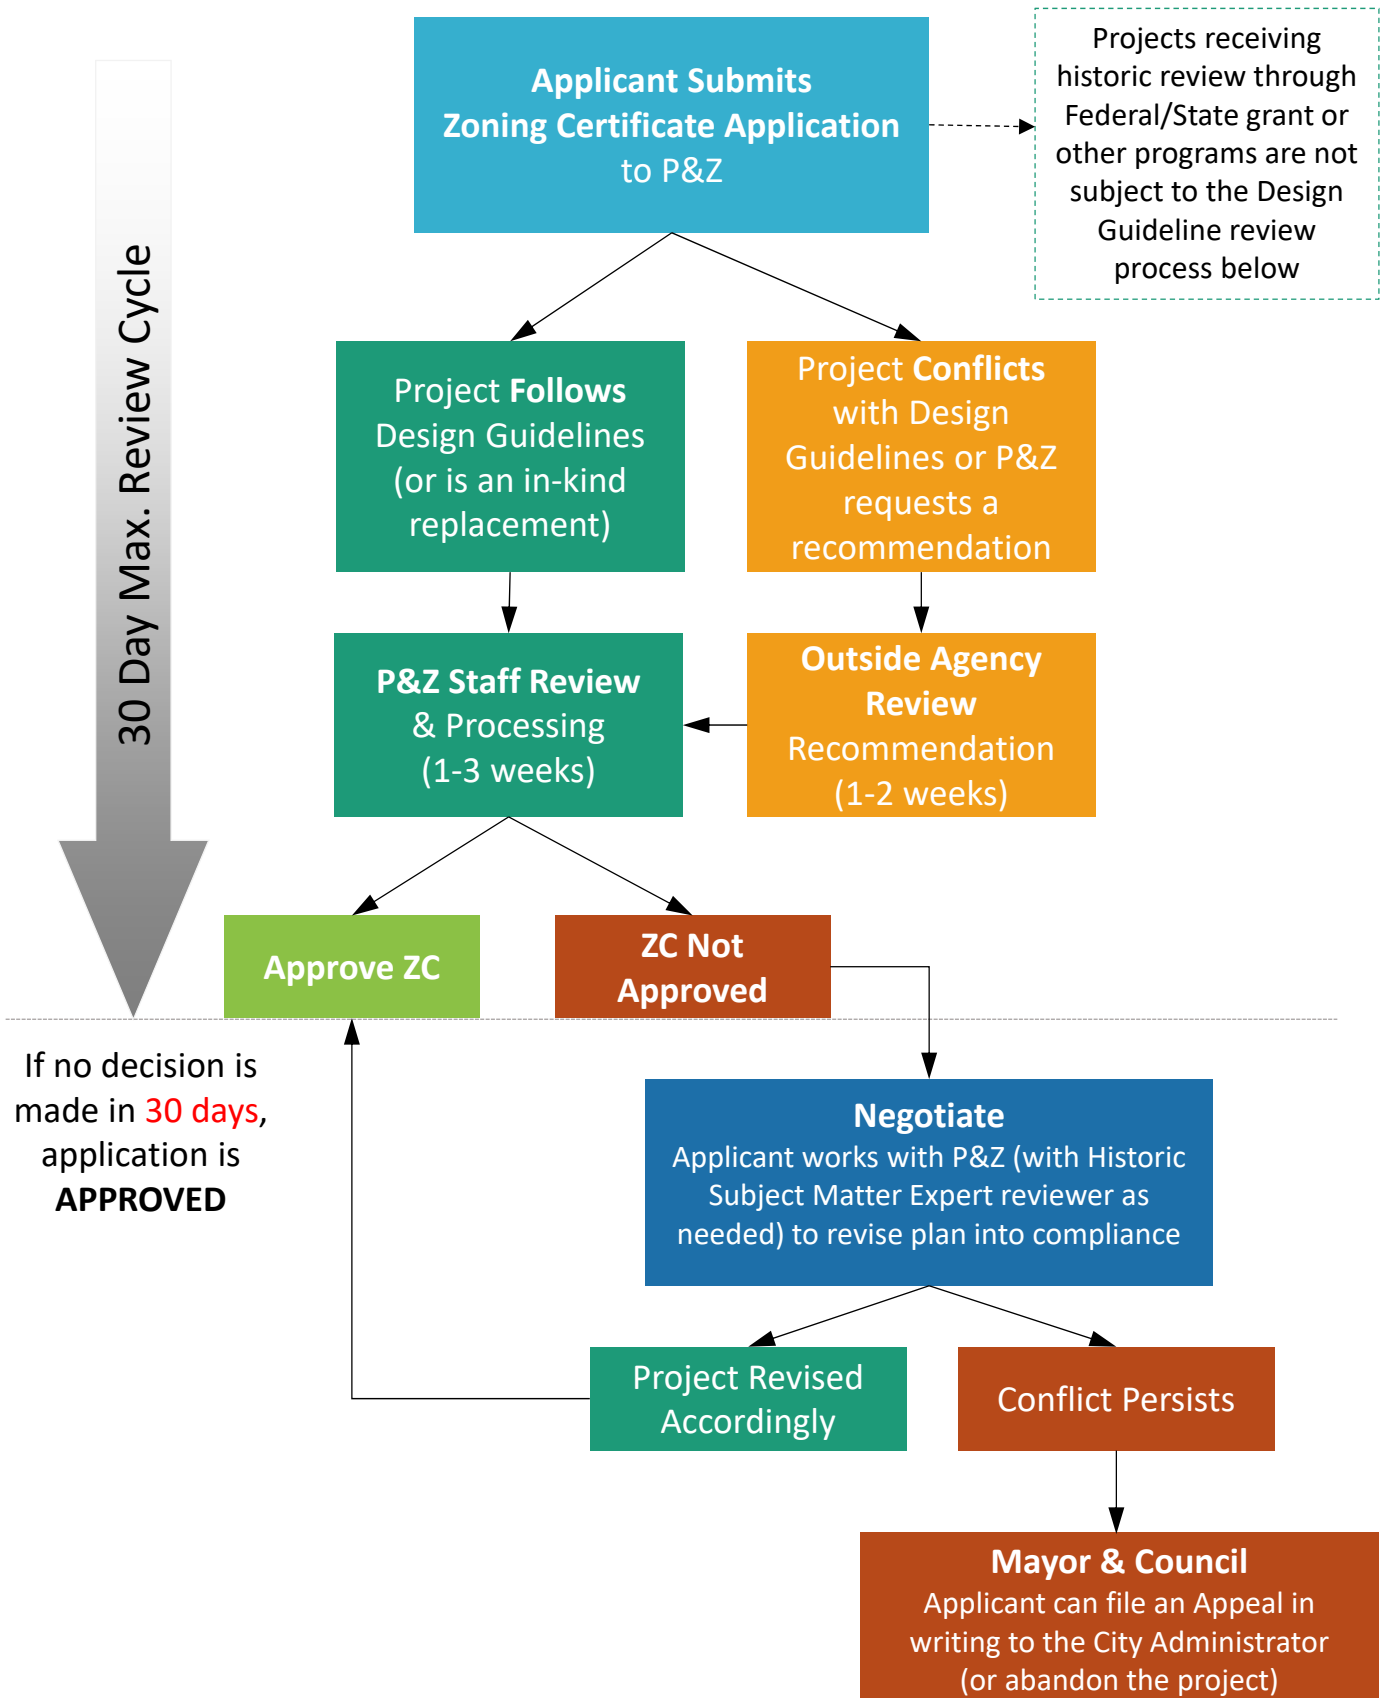 Applicant Submits
Zoning Certificate Application
to P&Z
Projects receiving
historic review through
Federal/State grant or
other programs are not
subject to the Design
Guideline review
process below
30 Day Max. Review Cycle
Project Follows
Design Guidelines
(or is an in-kind
replacement)
Project Conflicts
with Design
Guidelines or P&Z
requests a
recommendation
P&Z Staff Review
& Processing
(1-3 weeks)
Outside Agency
Review
Recommendation
(1-2 weeks)
Approve ZC
ZC Not
Approved
If no decision is
made in 30 days,
application is
APPROVED
Negotiate
Applicant works with P&Z (with Historic
Subject Matter Expert reviewer as
needed) to revise plan into compliance
Project Revised
Accordingly
Conflict Persists
Mayor & Council
Applicant can file an Appeal in
writing to the City Administrator
(or abandon the project)